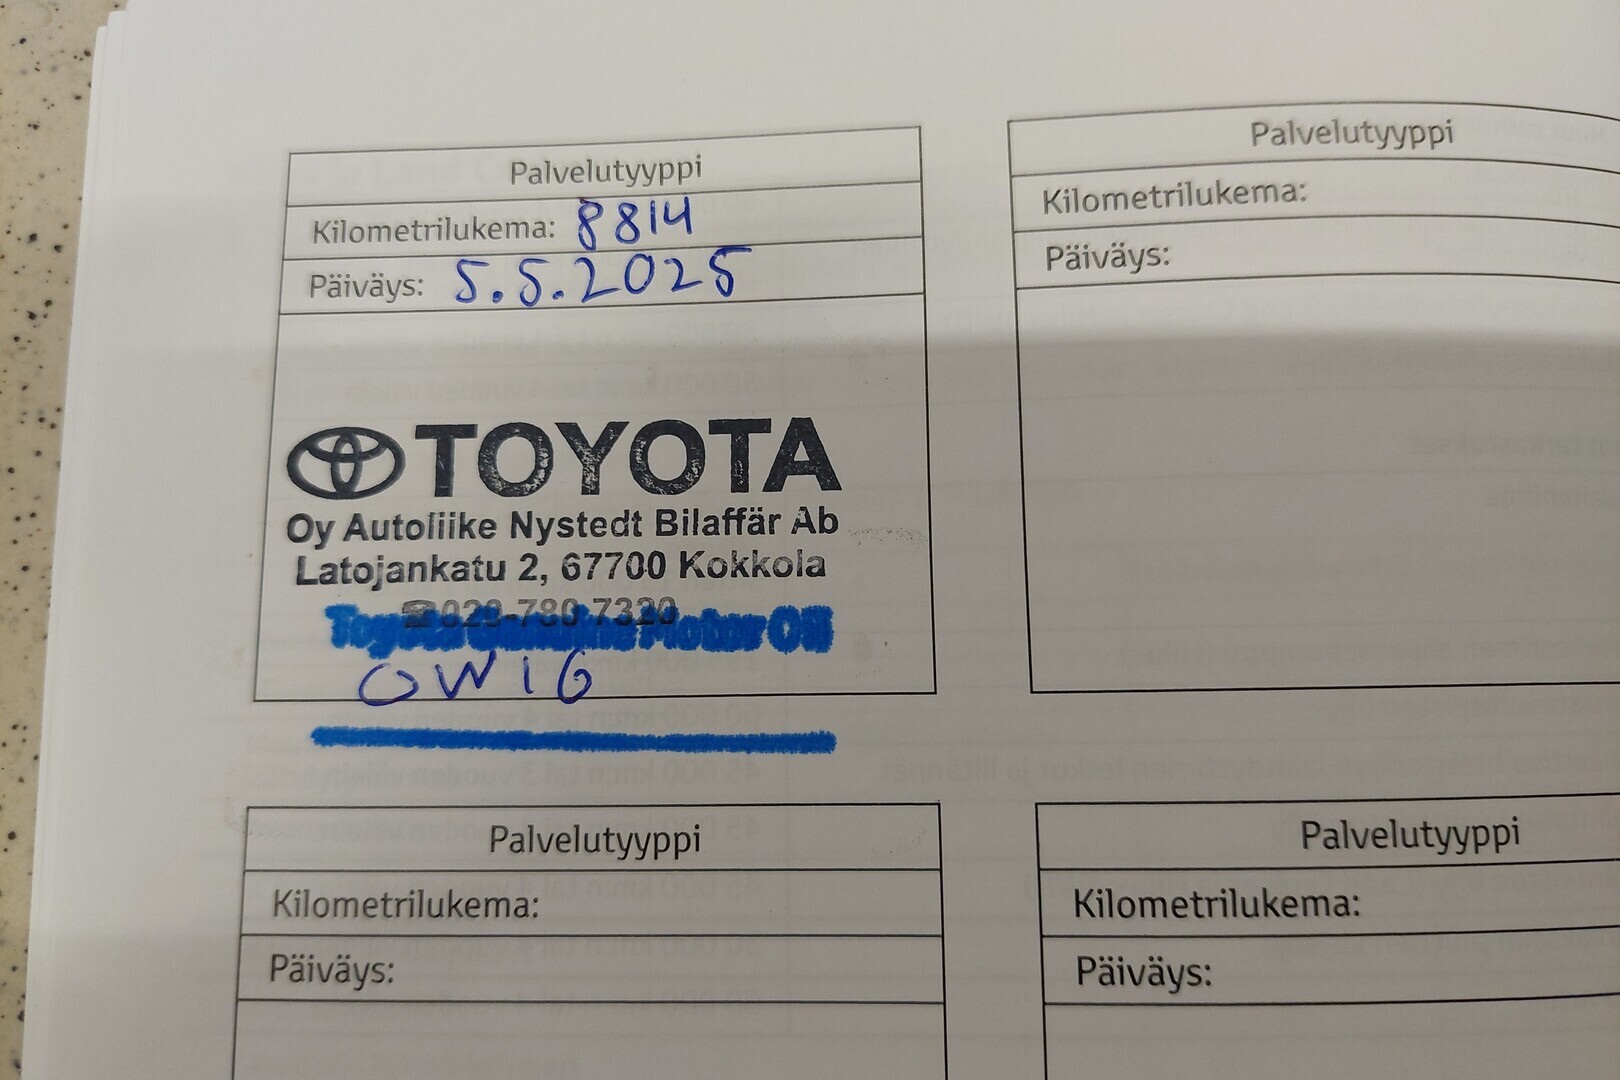 Palvelutyyppi
Kilometrilukema: 8814
Päiväys: 5.5.2025
TOYOTA
Oy Autoliike Nystedt Bilaffär Ab
Latojankatu 2, 67700 Kokkola
☎029-780 7320
Toyota Genuine Motor Oil
OW16
Palvelutyyppi
Kilometrilukema:
Päiväys:
Palvelutyyppi
Kilometrilukema:
Päiväys:
Palvelutyyppi
Kilometrilukema:
Päiväys: